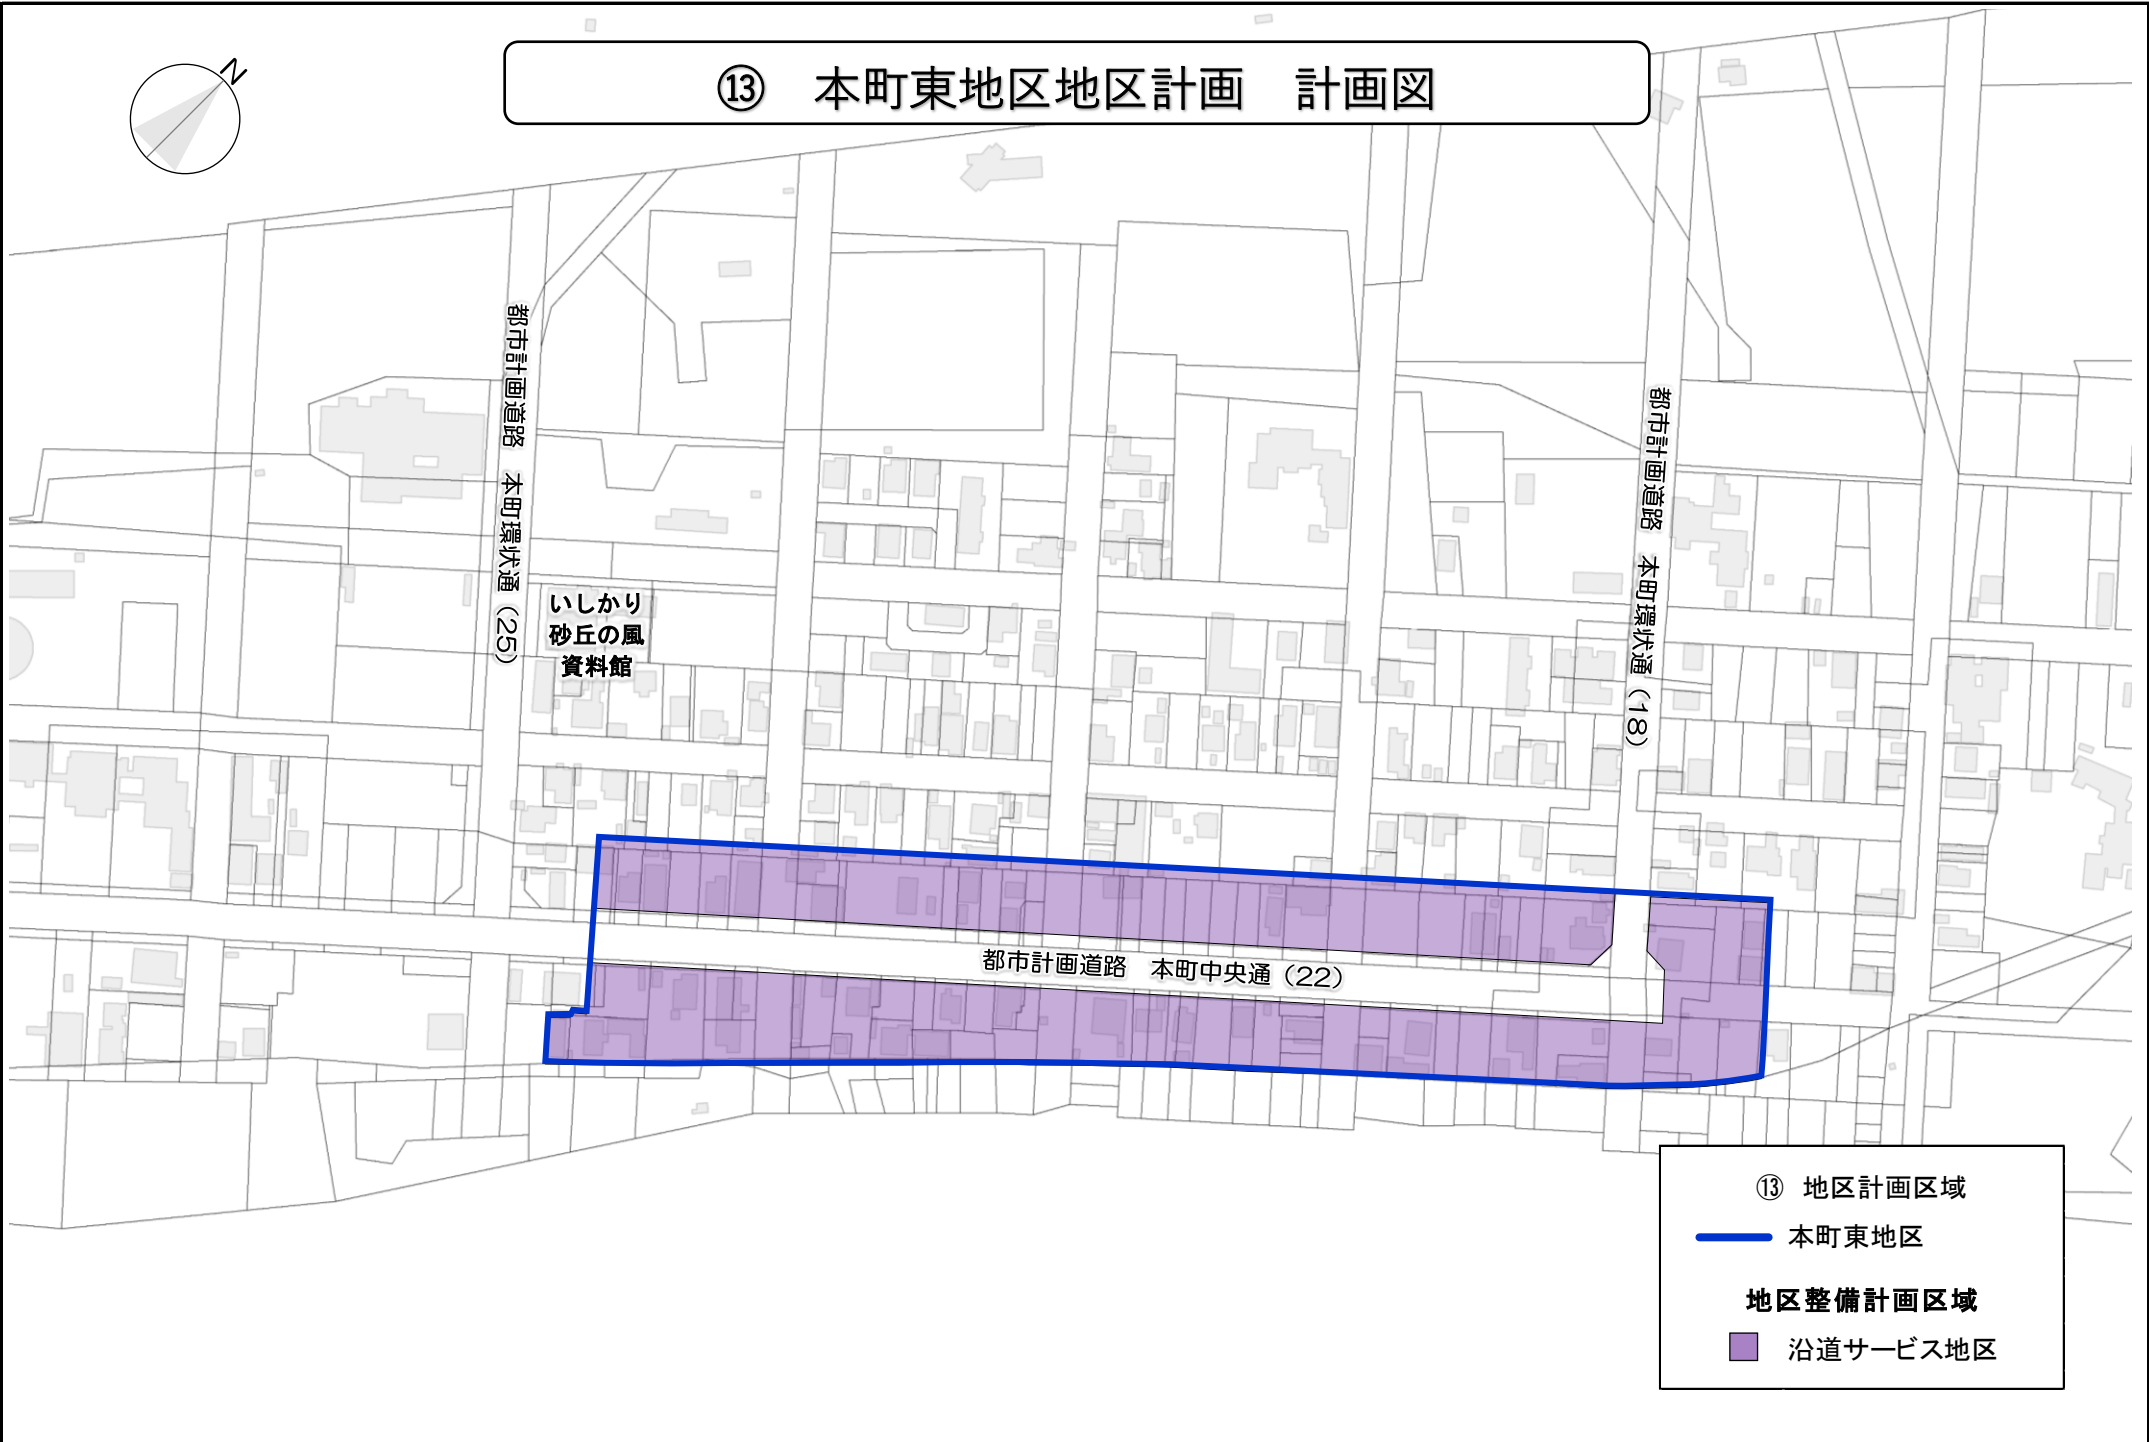 N
⑬　本町東地区地区計画　計画図
都市計画道路　本町環状通（25）
都市計画道路　本町環状通（18）
いしかり
砂丘の風
資料館
都市計画道路　本町中央通（22）
⑬　地区計画区域
本町東地区
地区整備計画区域
沿道サービス地区